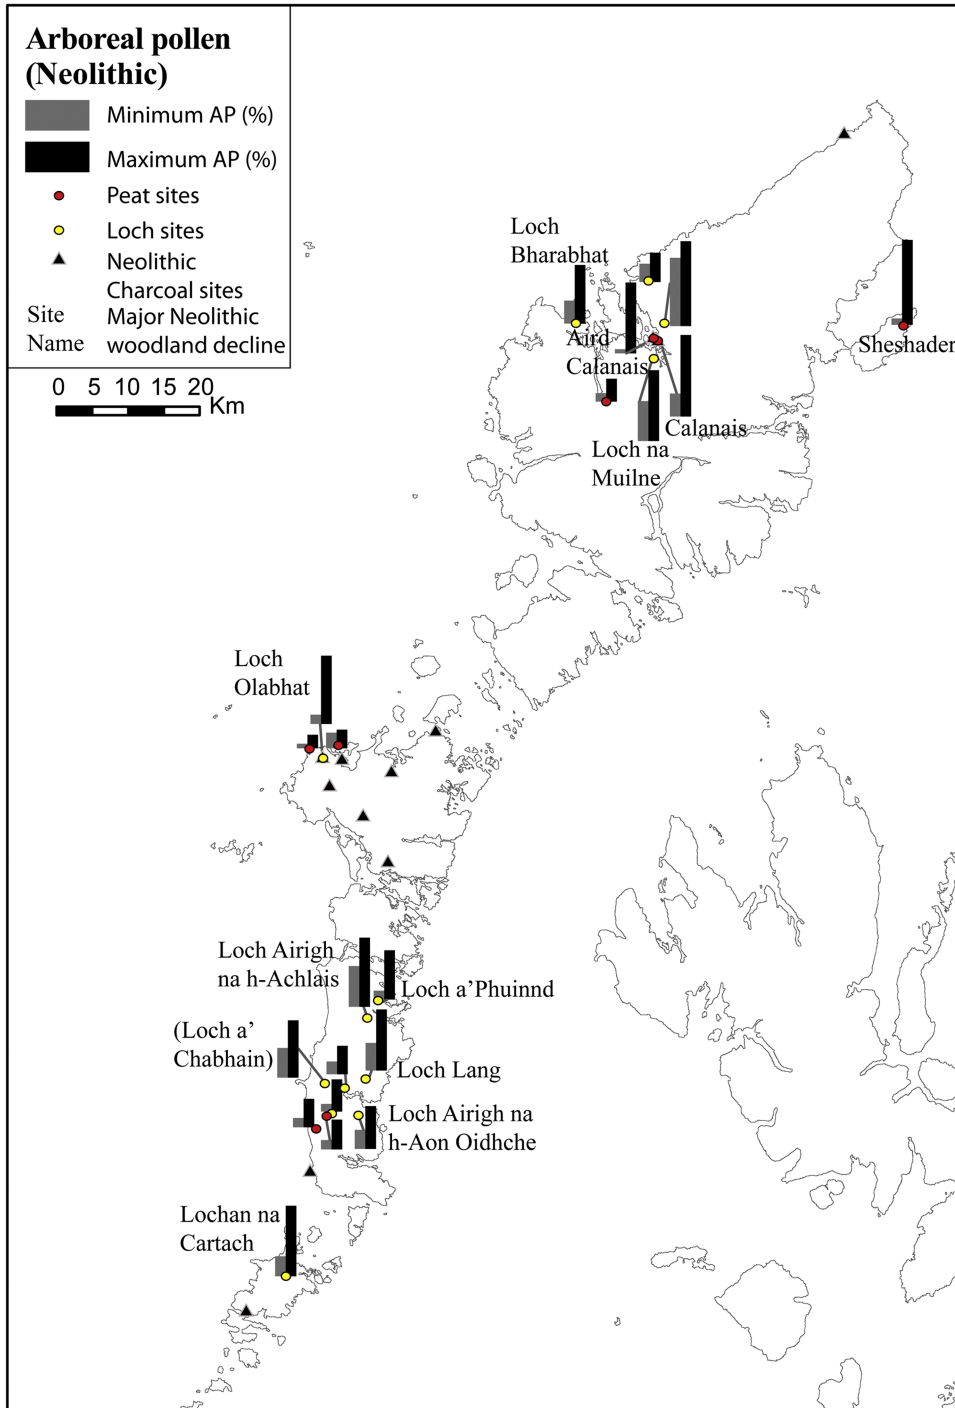 Arboreal pollen
(Neolithic)
Minimum AP (%)
Maximum AP (%)
Peat sites
Loch sites
Neolithic
Charcoal sites
Site
Name
Major Neolithic
woodland decline
0 5 10 15 20
Km
Loch
Bharabhat
Aird
Calanais
Sheshader
Calanais
Loch na
Muilne
Loch
Olabhat
Loch Airigh
na h-Achlais
Loch a'Phuinnd
(Loch a'
Chabhain)
Loch Lang
Loch Airigh na
h-Aon Oidhche
Lochan na
Cartach